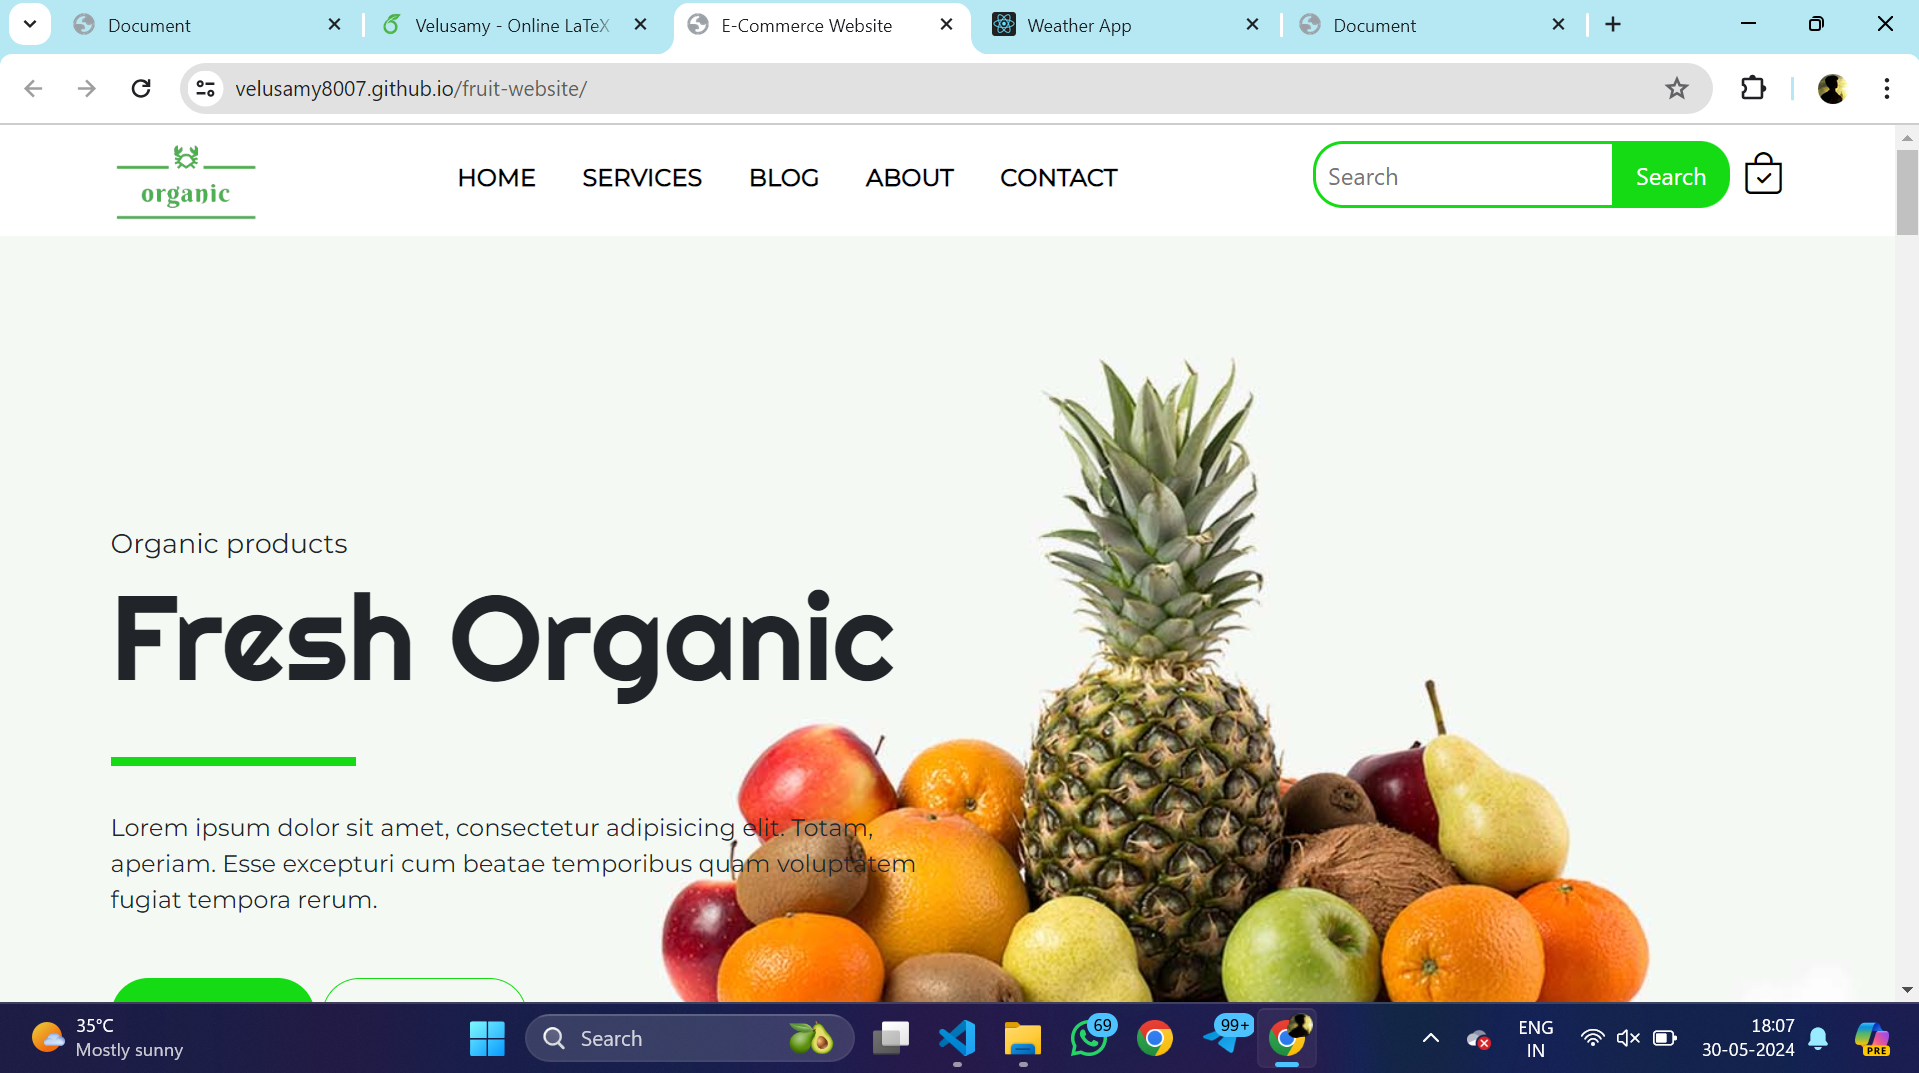 Document
Velusamy - Online LaTeX
E-Commerce Website
Weather App
Document
velusamy8007.github.io/fruit-website/
organic
HOME SERVICES BLOG ABOUT CONTACT
Search
Search
Organic products
Fresh Organic
Lorem ipsum dolor sit amet, consectetur adipisicing elit. Totam,
aperiam. Esse excepturi cum beatae temporibus quam voluptatem
fugiat tempora rerum.
35°C
Mostly sunny
Search
69
99+
ENG
IN
18:07
30-05-2024
PRE